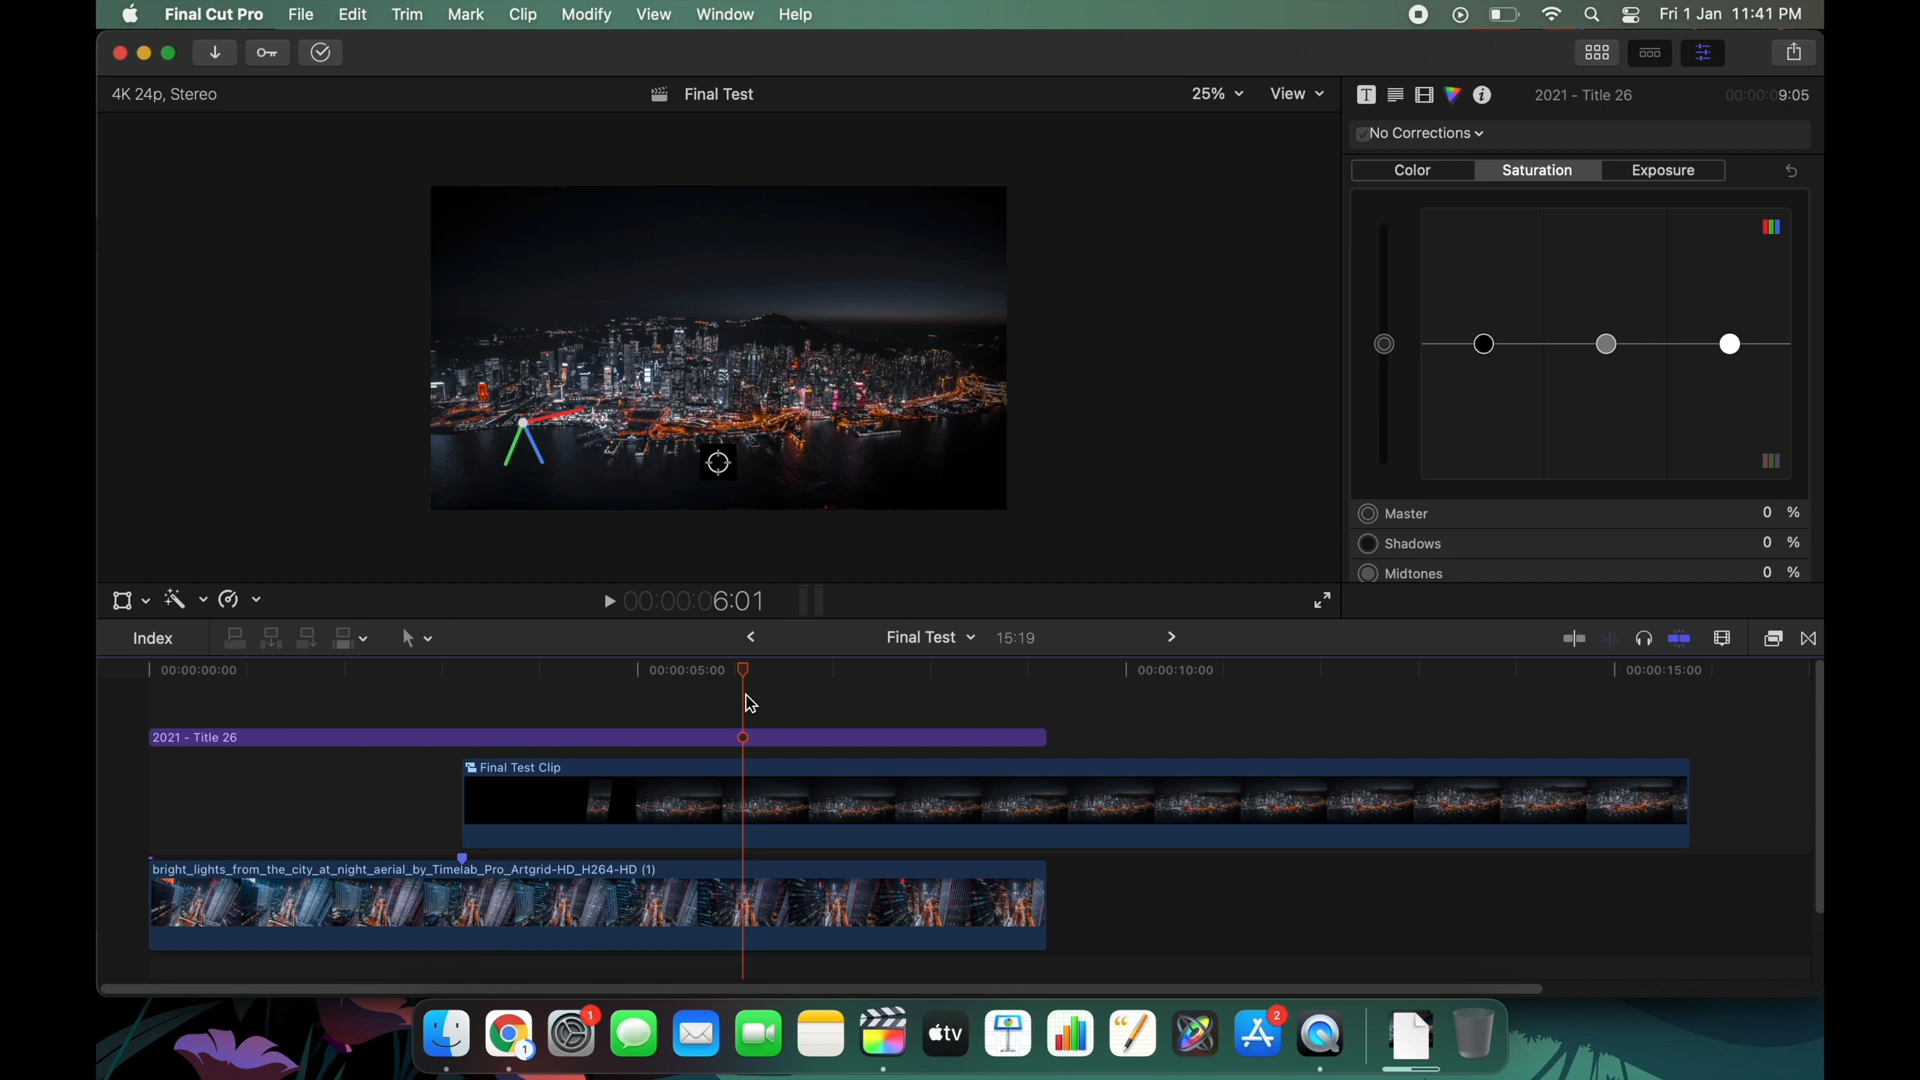 Final Cut Pro File Edit Trim Mark Clip Modify View Window Help Fri 1 Jan 11:41 PM
4K 24p, Stereo Final Test 25% View 2021 - Title 26 00:00:09:05
No Corrections
Color Saturation Exposure
Master 0 %
Shadows 0 %
Midtones 0 %
00:00:06:01
Index Final Test 15:19
00:00:00:00 00:00:05:00 00:00:10:00 00:00:15:00
2021 - Title 26
Final Test Clip
bright_lights_from_the_city_at_night_aerial_by_Timelab_Pro_Artgrid-HD_H264-HD (1)
1 1 tv 2